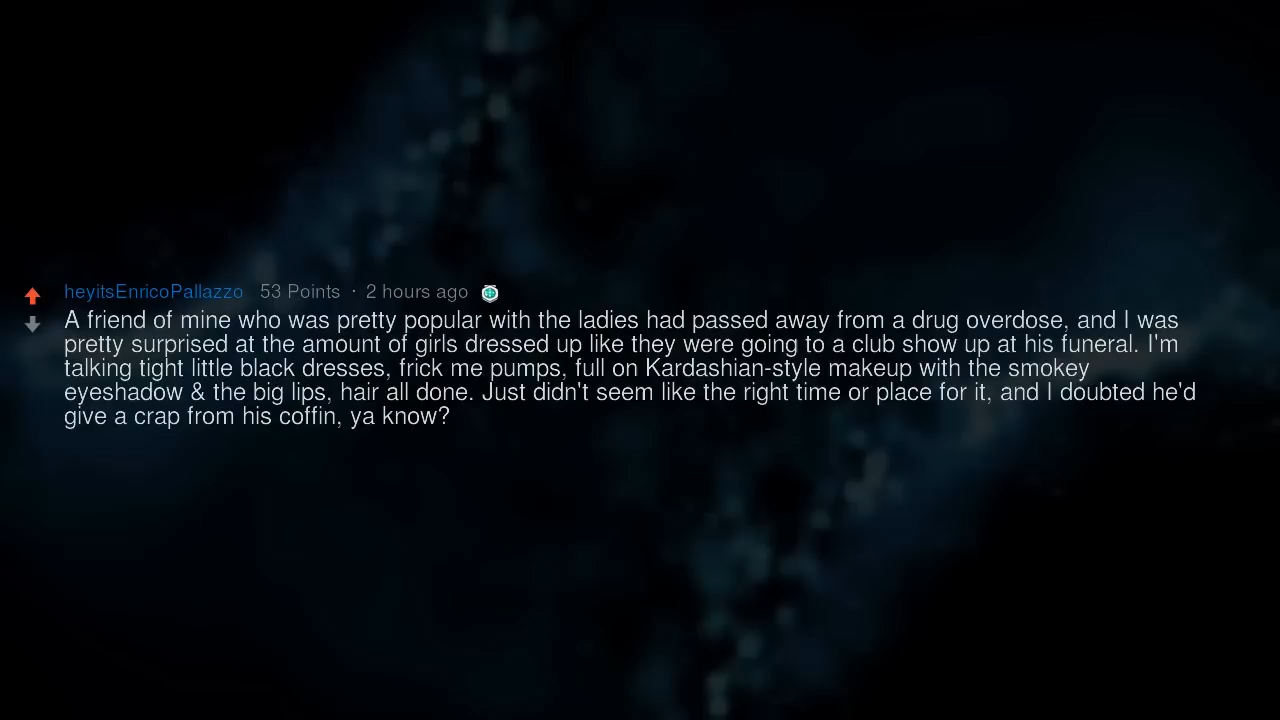 heyitsEnricoPallazzo 53 Points · 2 hours ago
A friend of mine who was pretty popular with the ladies had passed away from a drug overdose, and I was
pretty surprised at the amount of girls dressed up like they were going to a club show up at his funeral. I'm
talking tight little black dresses, frick me pumps, full on Kardashian-style makeup with the smokey
eyeshadow & the big lips, hair all done. Just didn't seem like the right time or place for it, and I doubted he'd
give a crap from his coffin, ya know?